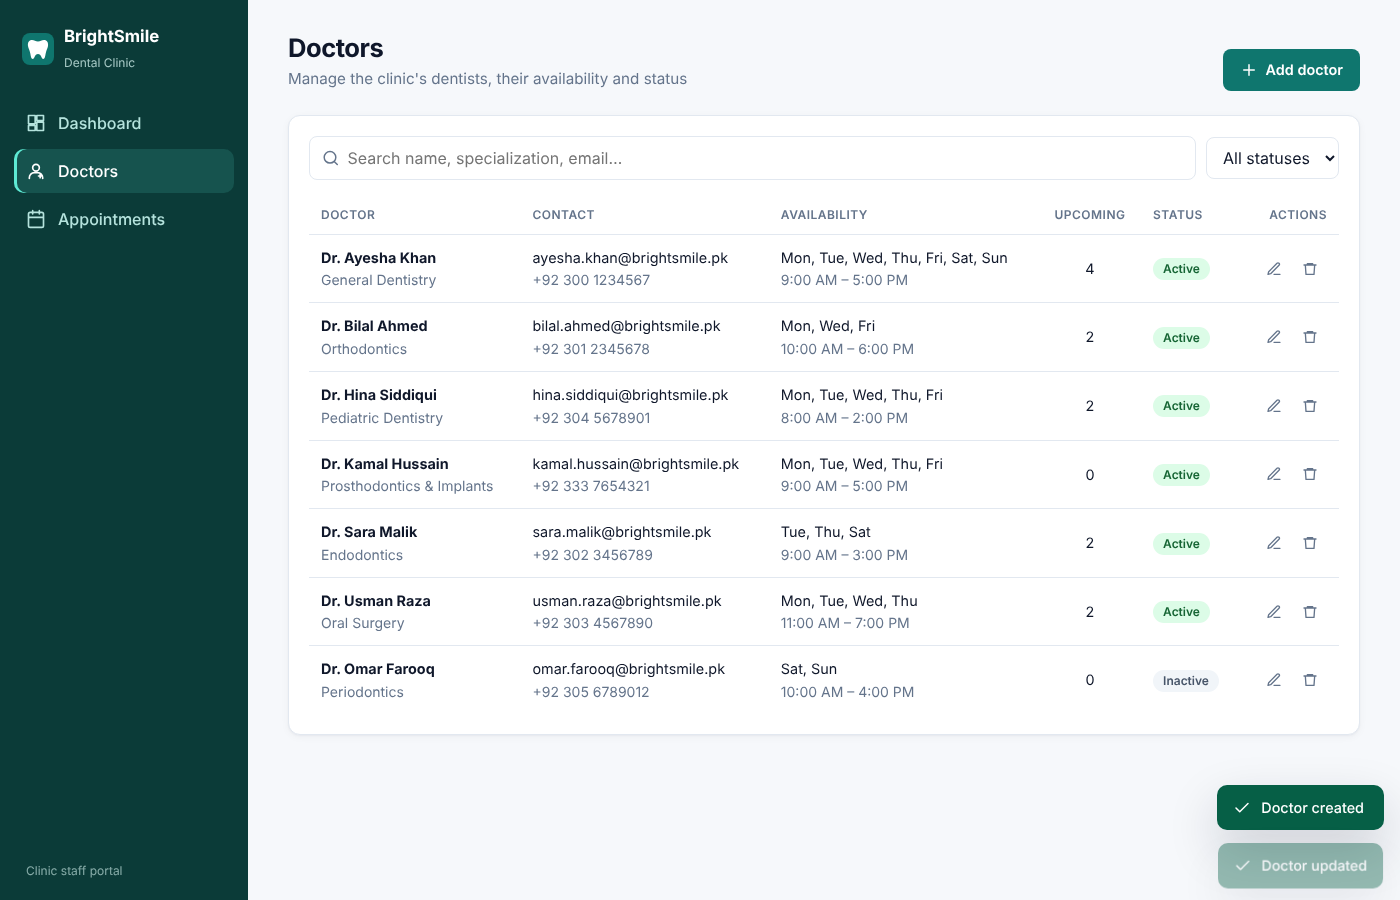 BrightSmile
Dental Clinic
Dashboard
Doctors
Appointments
Clinic staff portal
Doctors
Manage the clinic's dentists, their availability and status
Add doctor
Search name, specialization, email...
All statuses
DOCTOR CONTACT AVAILABILITY UPCOMING STATUS ACTIONS
Dr. Ayesha Khan ayesha.khan@brightsmile.pk Mon, Tue, Wed, Thu, Fri, Sat, Sun 4 Active
General Dentistry +92 300 1234567 9:00 AM – 5:00 PM
Dr. Bilal Ahmed bilal.ahmed@brightsmile.pk Mon, Wed, Fri 2 Active
Orthodontics +92 301 2345678 10:00 AM – 6:00 PM
Dr. Hina Siddiqui hina.siddiqui@brightsmile.pk Mon, Tue, Wed, Thu, Fri 2 Active
Pediatric Dentistry +92 304 5678901 8:00 AM – 2:00 PM
Dr. Kamal Hussain kamal.hussain@brightsmile.pk Mon, Tue, Wed, Thu, Fri 0 Active
Prosthodontics & Implants +92 333 7654321 9:00 AM – 5:00 PM
Dr. Sara Malik sara.malik@brightsmile.pk Tue, Thu, Sat 2 Active
Endodontics +92 302 3456789 9:00 AM – 3:00 PM
Dr. Usman Raza usman.raza@brightsmile.pk Mon, Tue, Wed, Thu 2 Active
Oral Surgery +92 303 4567890 11:00 AM – 7:00 PM
Dr. Omar Farooq omar.farooq@brightsmile.pk Sat, Sun 0 Inactive
Periodontics +92 305 6789012 10:00 AM – 4:00 PM
Doctor created
Doctor updated